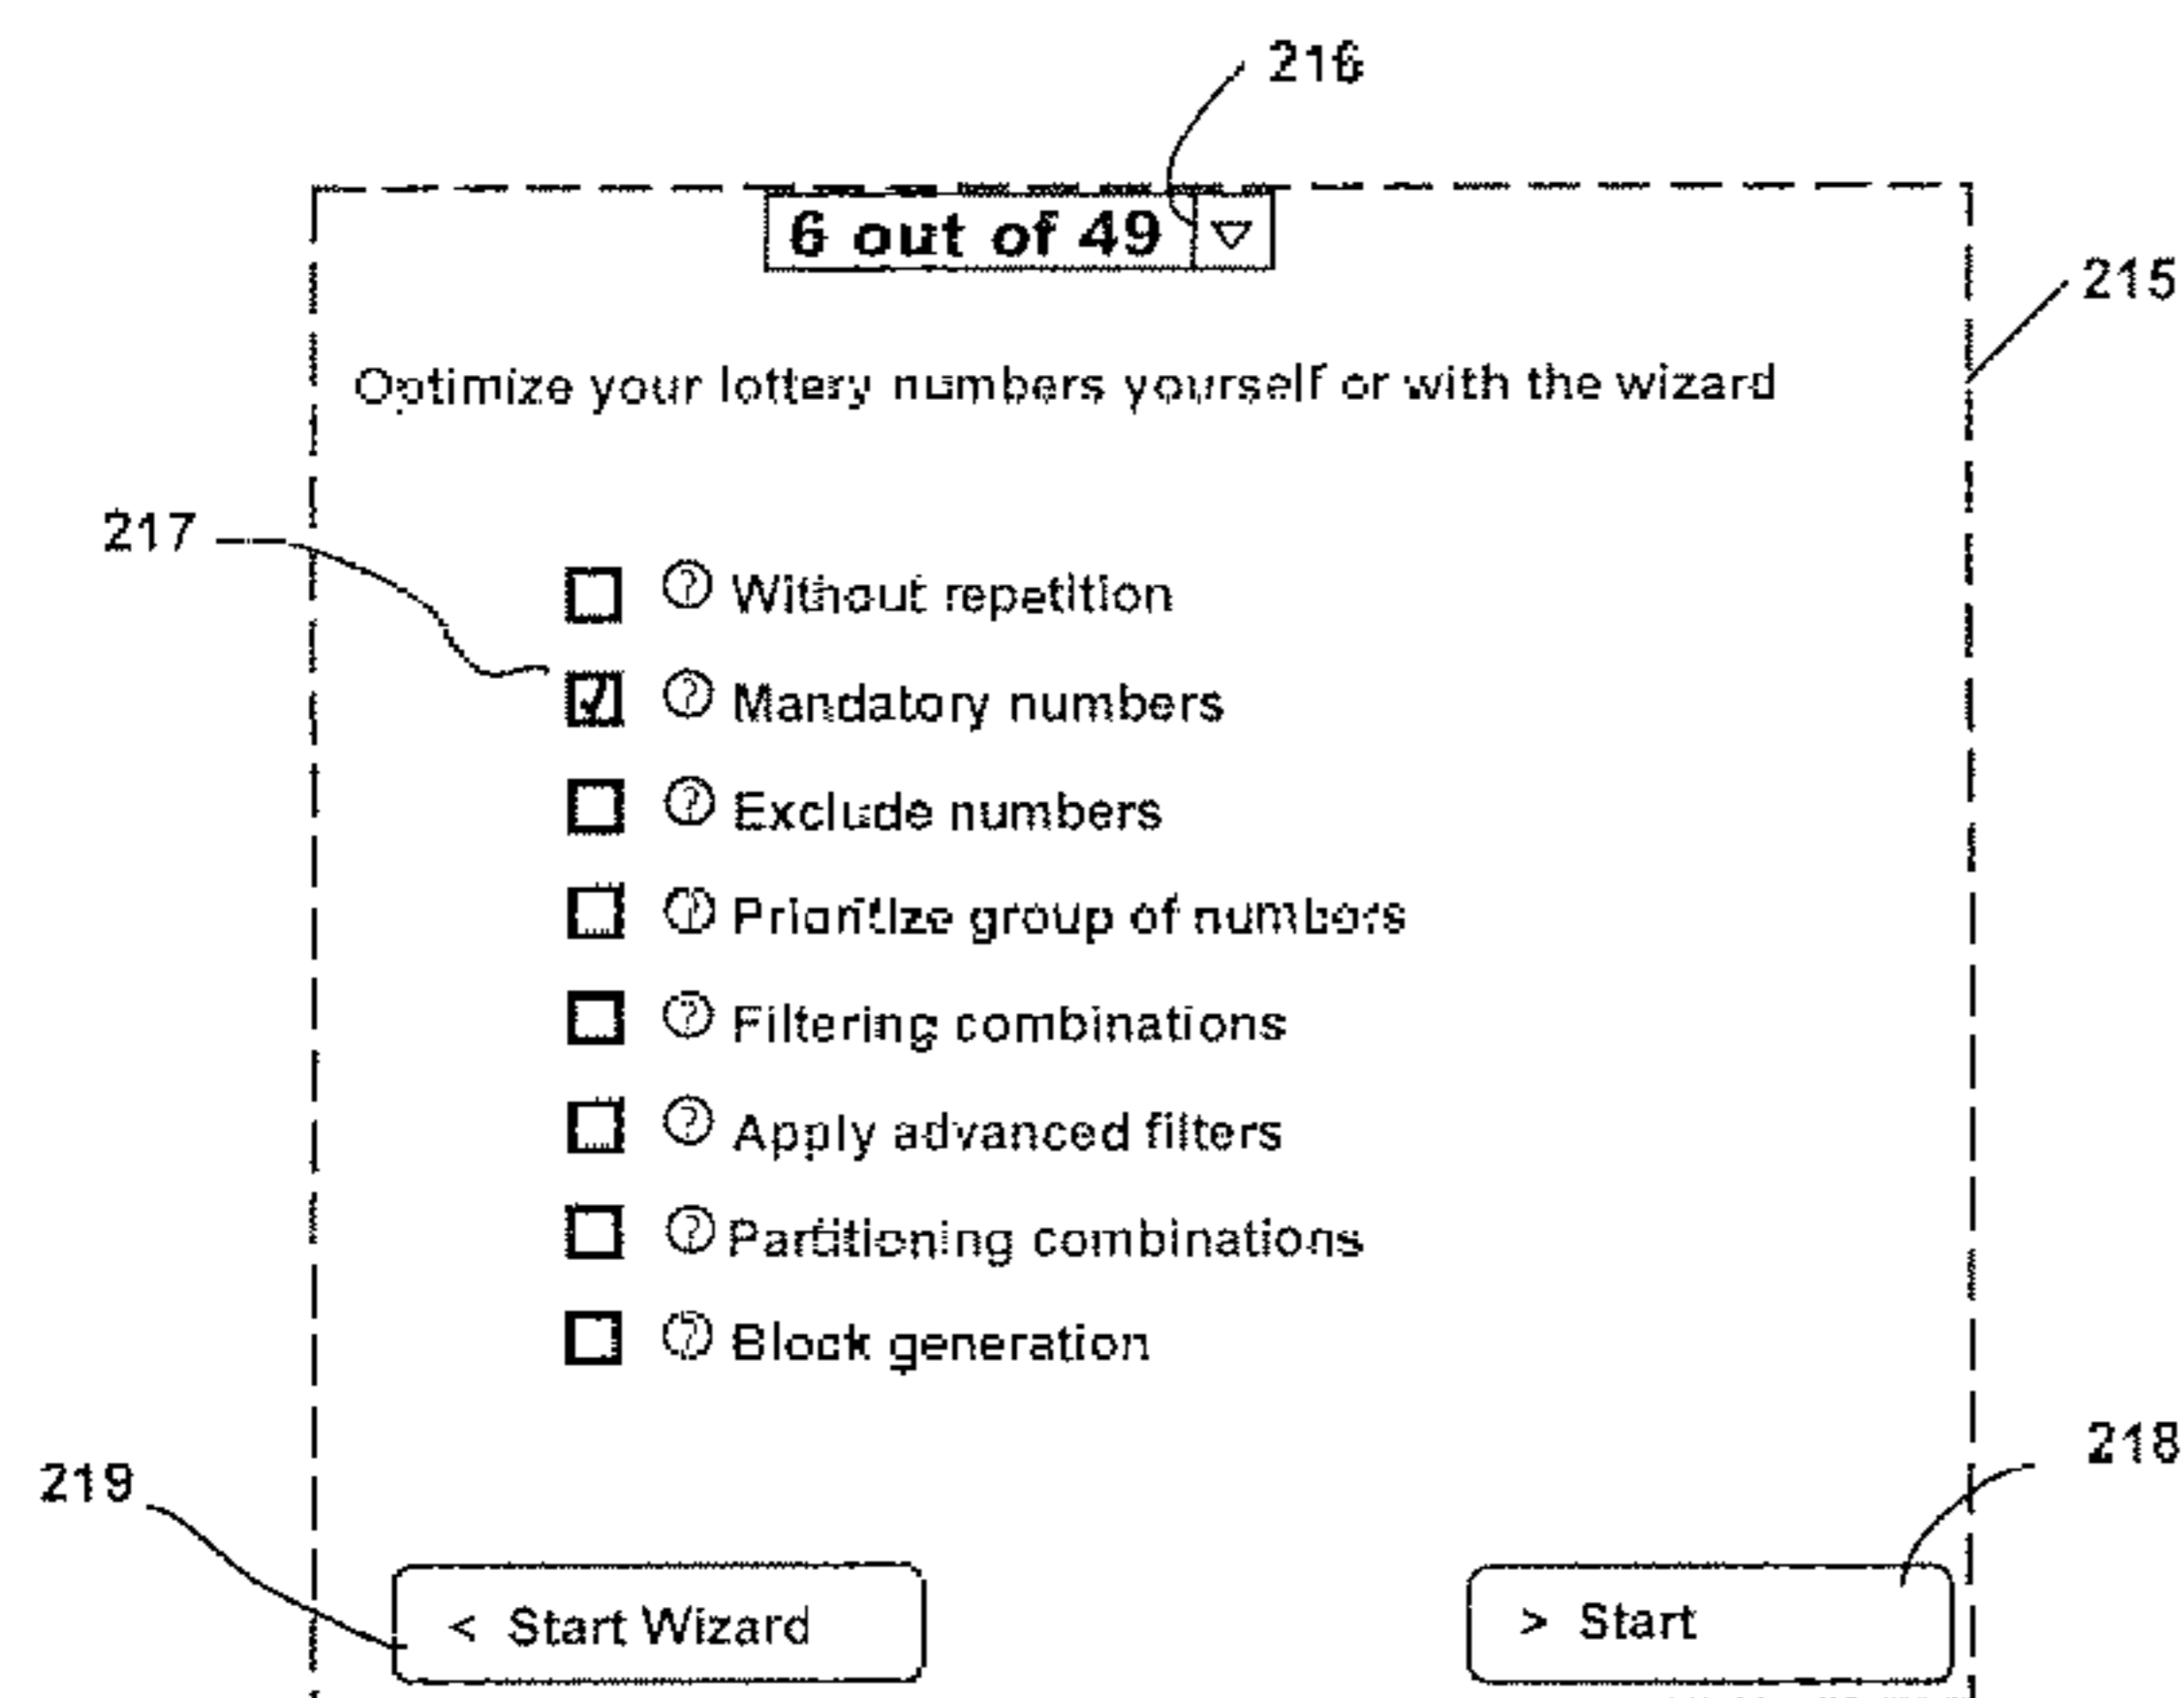 216
6 out of 49
215
Optimize your lottery numbers yourself or with the wizard
217
Without repetition
Mandatory numbers
Exclude numbers
Prioritize group of numbers
Filtering combinations
Apply advanced filters
Partitioning combinations
Block generation
218
219
< Start Wizard
> Start